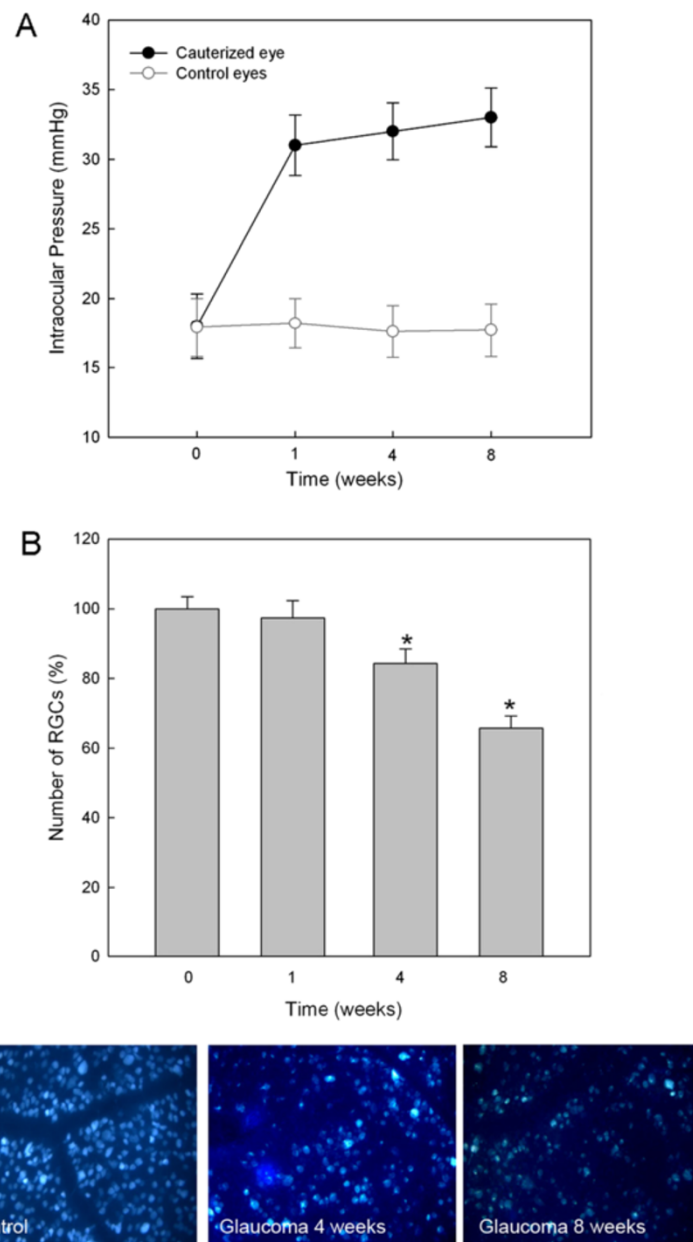 A
40
35
30
25
20
15
10
Intraocular Pressure (mmHg)
Cauterized eye
Control eyes
0 1 4 8
Time (weeks)
B
120
100
80
60
40
20
0
Number of RGCs (%)
* *
0 1 4 8
Time (weeks)
trol
Glaucoma 4 weeks
Glaucoma 8 weeks